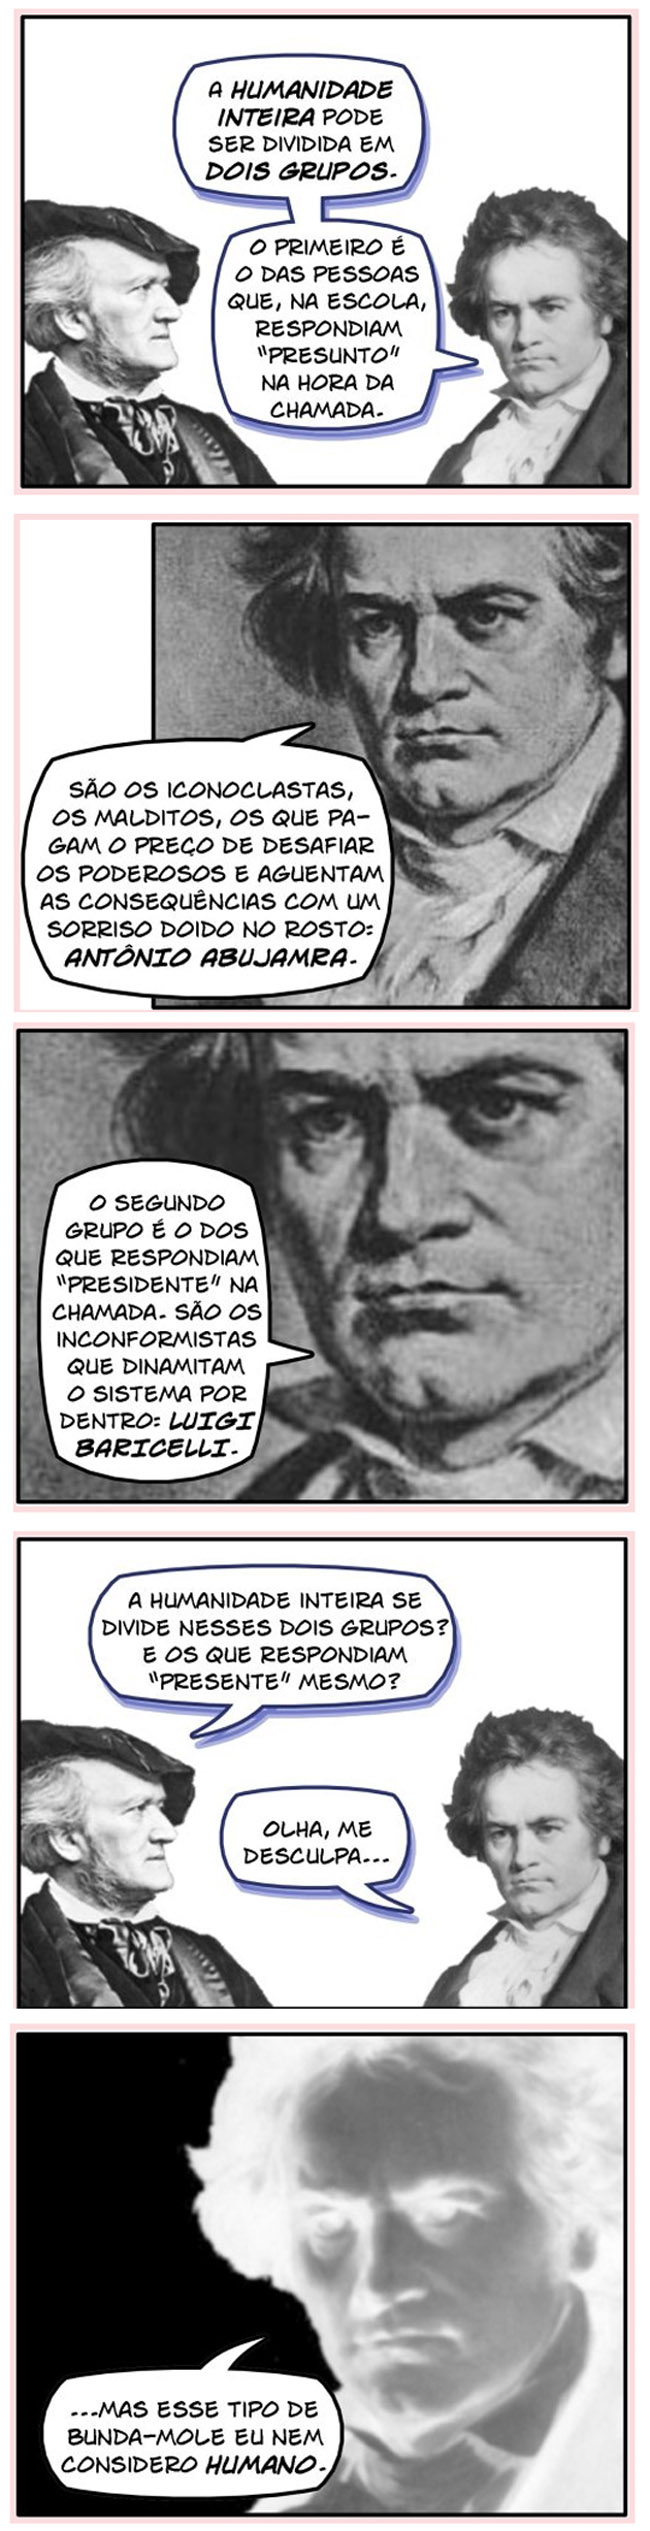 A HUMANIDADE
INTEIRA PODE
SER DIVIDIDA EM
DOIS GRUPOS.
O PRIMEIRO É
O DAS PESSOAS
QUE, NA ESCOLA,
RESPONDIAM
"PRESUNTO"
NA HORA DA
CHAMADA.
SÃO OS ICONOCLASTAS,
OS MALDITOS, OS QUE PA-
GAM O PREÇO DE DESAFIAR
OS PODEROSOS E AGUENTAM
AS CONSEQUÊNCIAS COM UM
SORRISO DOIDO NO ROSTO:
ANTÔNIO ABUJAMRA.
O SEGUNDO
GRUPO É O DOS
QUE RESPONDIAM
"PRESIDENTE" NA
CHAMADA. SÃO OS
INCONFORMISTAS
QUE DINAMITAM
O SISTEMA POR
DENTRO: LUIGI
BARICELLI.
A HUMANIDADE INTEIRA SE
DIVIDE NESSES DOIS GRUPOS?
E OS QUE RESPONDIAM
"PRESENTE" MESMO?
OLHA, ME
DESCULPA...
...MAS ESSE TIPO DE
BUNDA-MOLE EU NEM
CONSIDERO HUMANO.